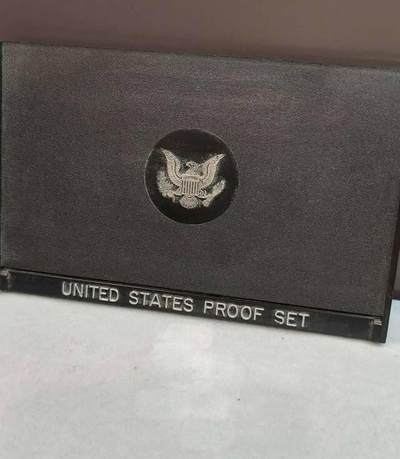 UNITED STATES PROOF SET